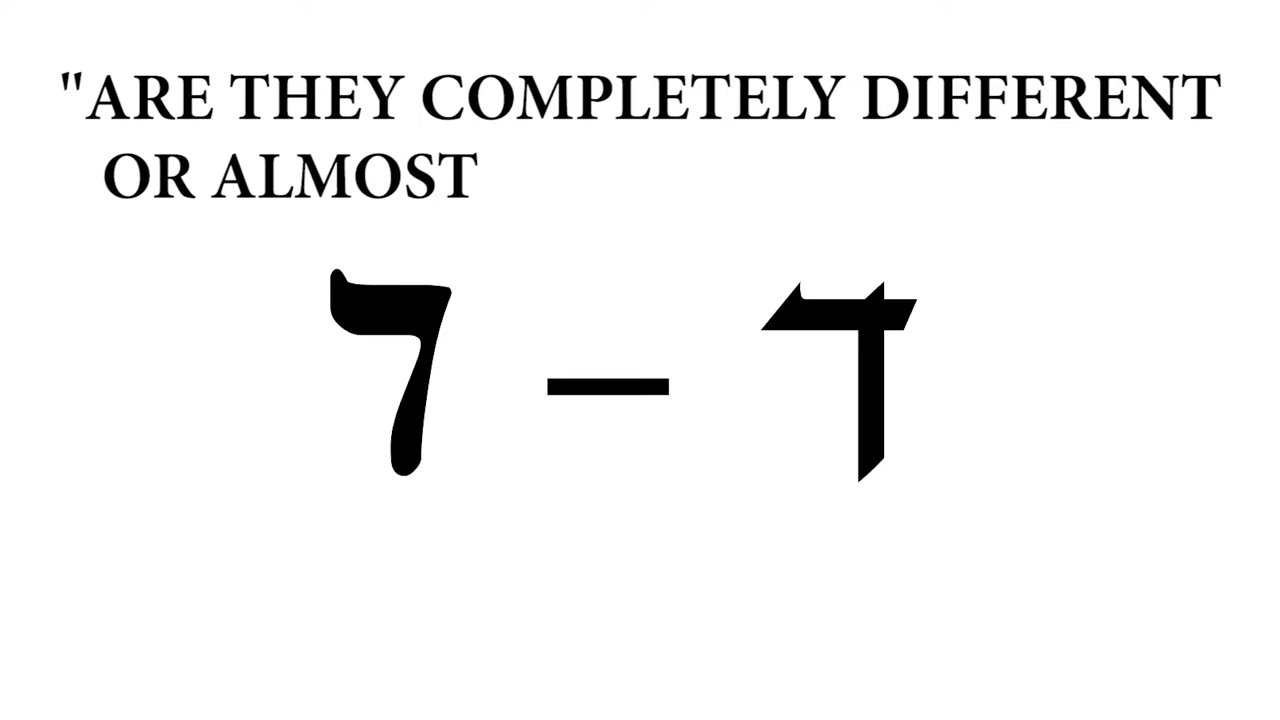 "ARE THEY COMPLETELY DIFFERENT
OR ALMOST
ד – ד